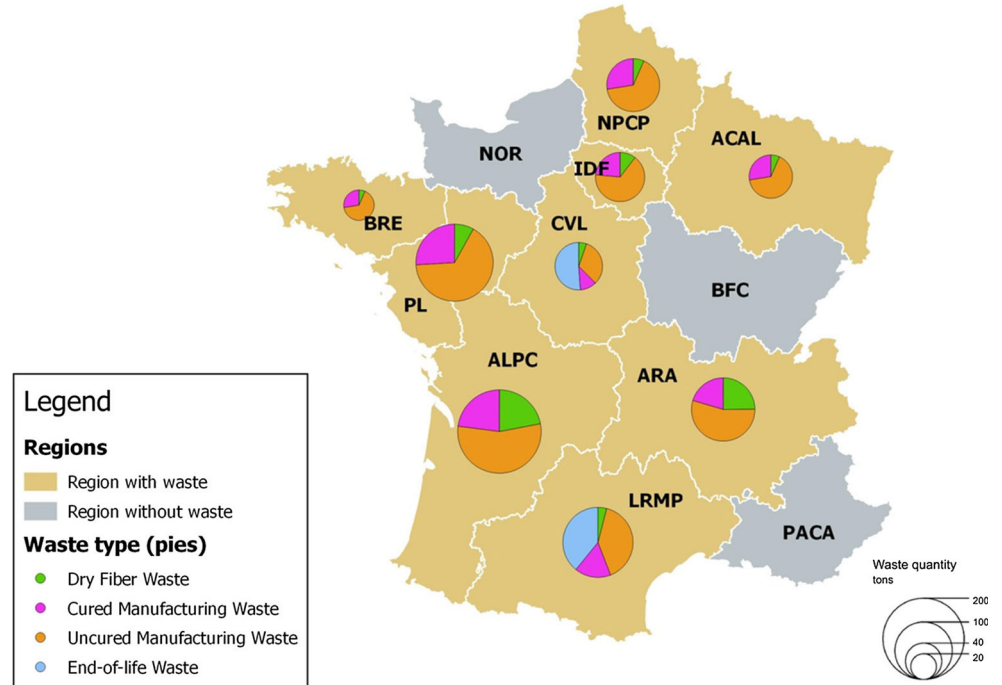 NPCP
ACAL
NOR
IDF
BRE
CVL
PL
BFC
ALPC
ARA
LRMP
PACA
Legend
Regions
Region with waste
Region without waste
Waste type (pies)
Dry Fiber Waste
Cured Manufacturing Waste
Uncured Manufacturing Waste
End-of-life Waste
Waste quantity
tons
200
100
40
20